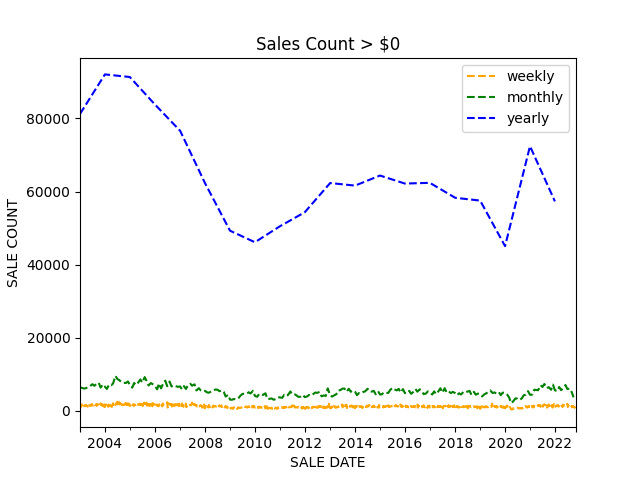 Sales Count > $0
weekly
monthly
yearly
SALE COUNT
80000
60000
40000
20000
0
2004 2006 2008 2010 2012 2014 2016 2018 2020 2022
SALE DATE